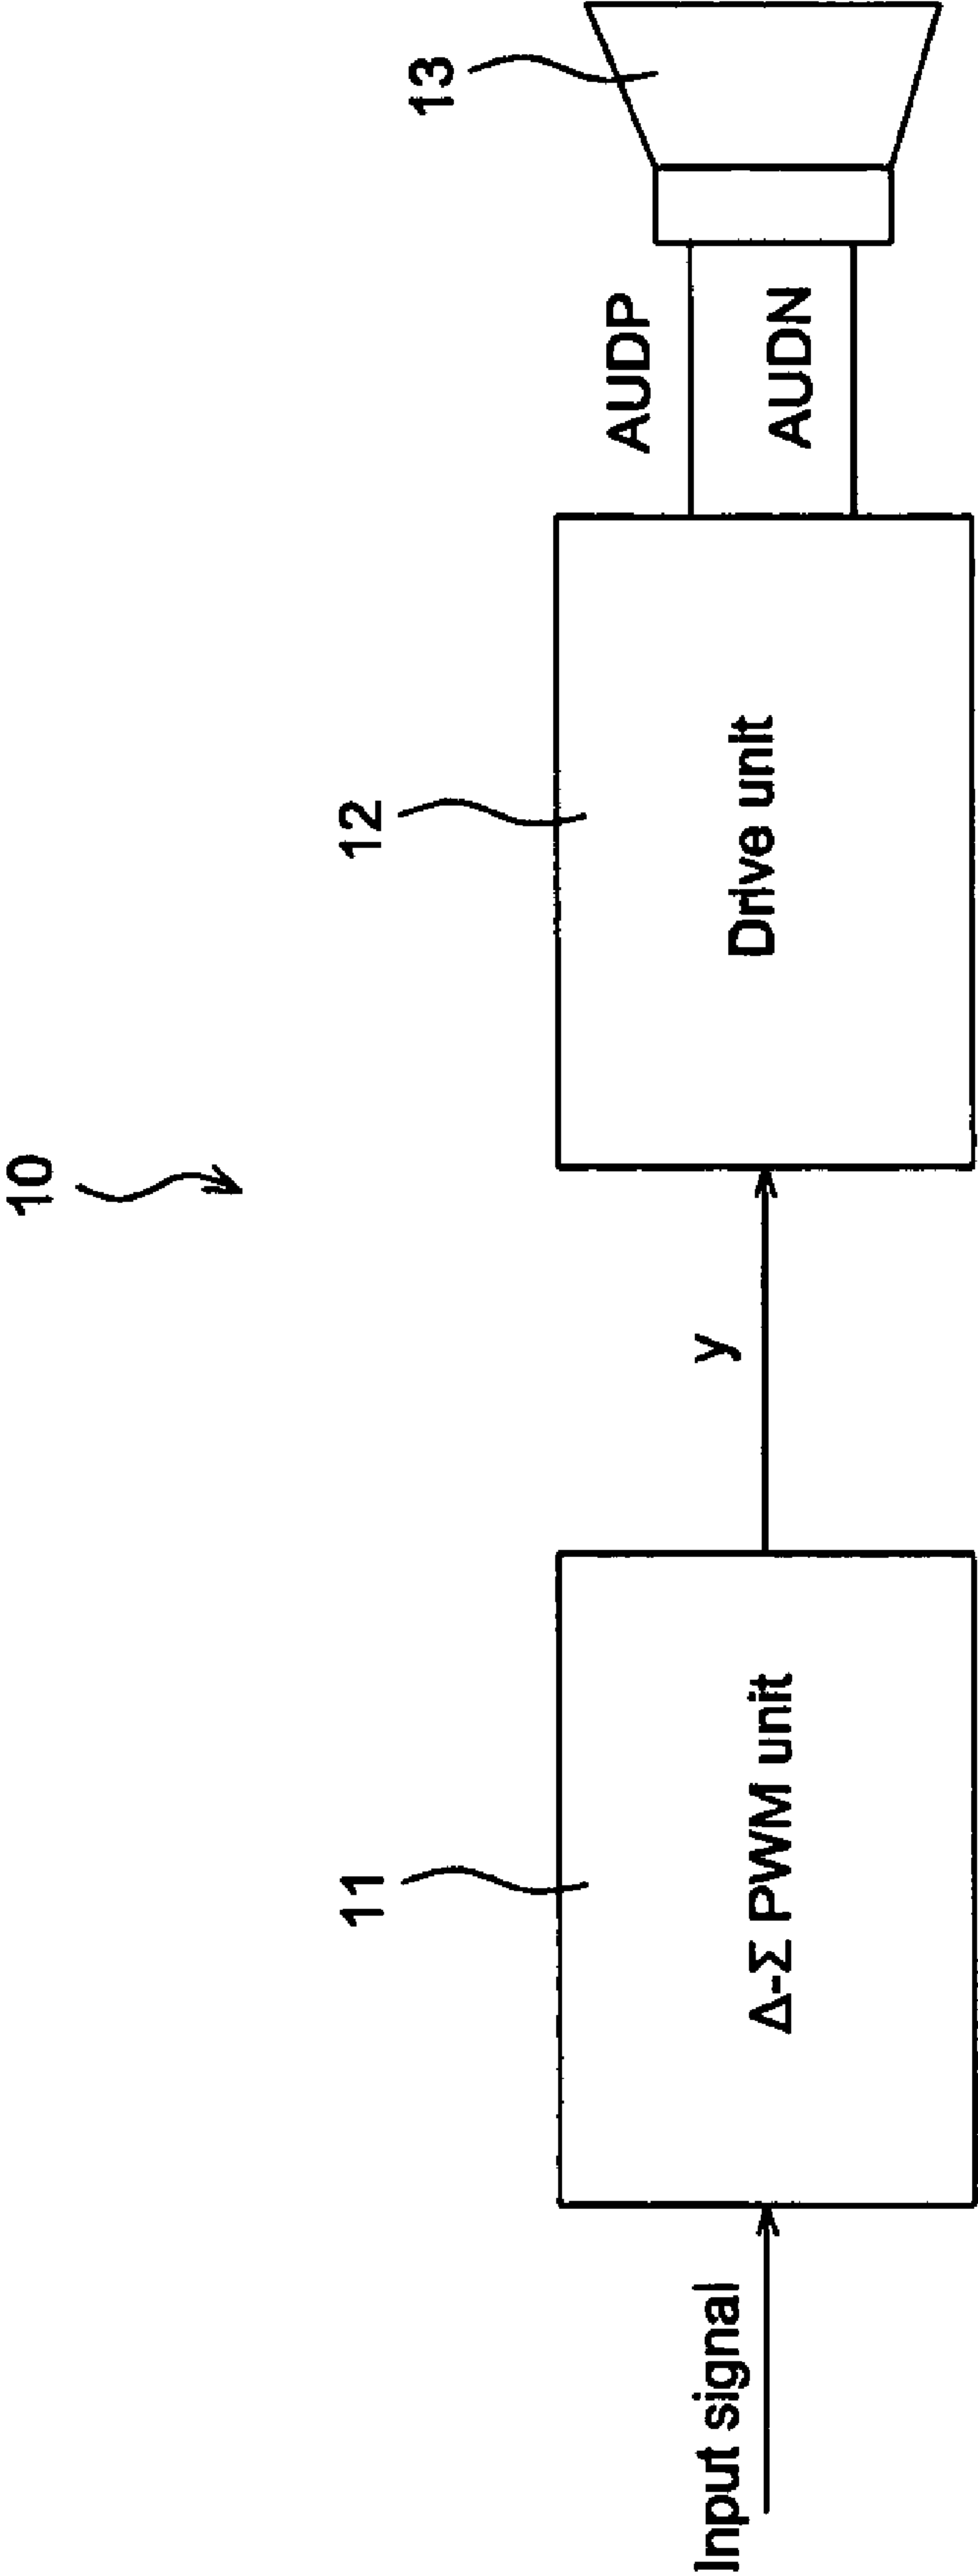 10
11
12
13
Input signal
Δ-Σ PWM unit
y
Drive unit
AUDP
AUDN